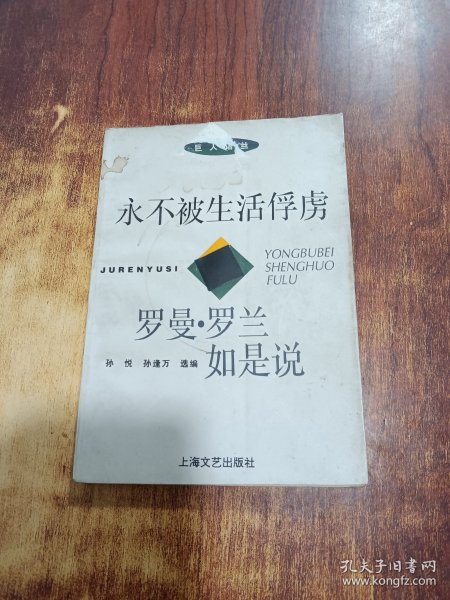 巨人 丝
永不被生活俘虏
JURENYUSI
YONGBUBEI
SHENGHUO
FULU
罗曼·罗兰
如是说
孙 悦 孙逢万 选编
上海文艺出版社
孔夫子旧书网
www.kongfz.com